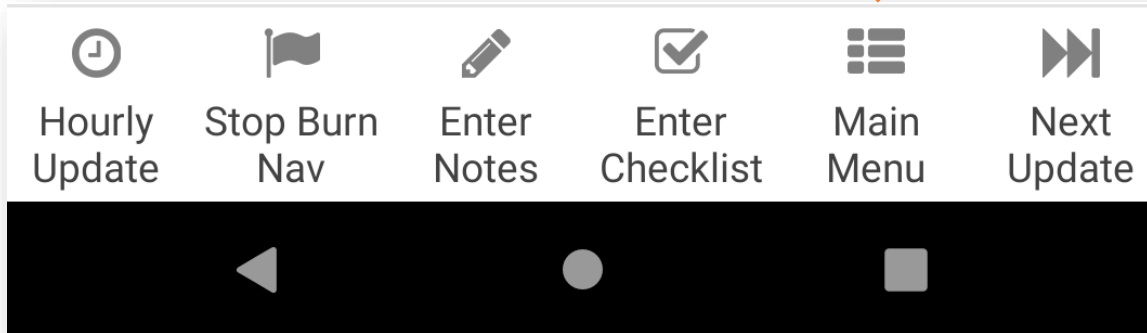 Hourly Update
Stop Burn Nav
Enter Notes
Enter Checklist
Main Menu
Next Update